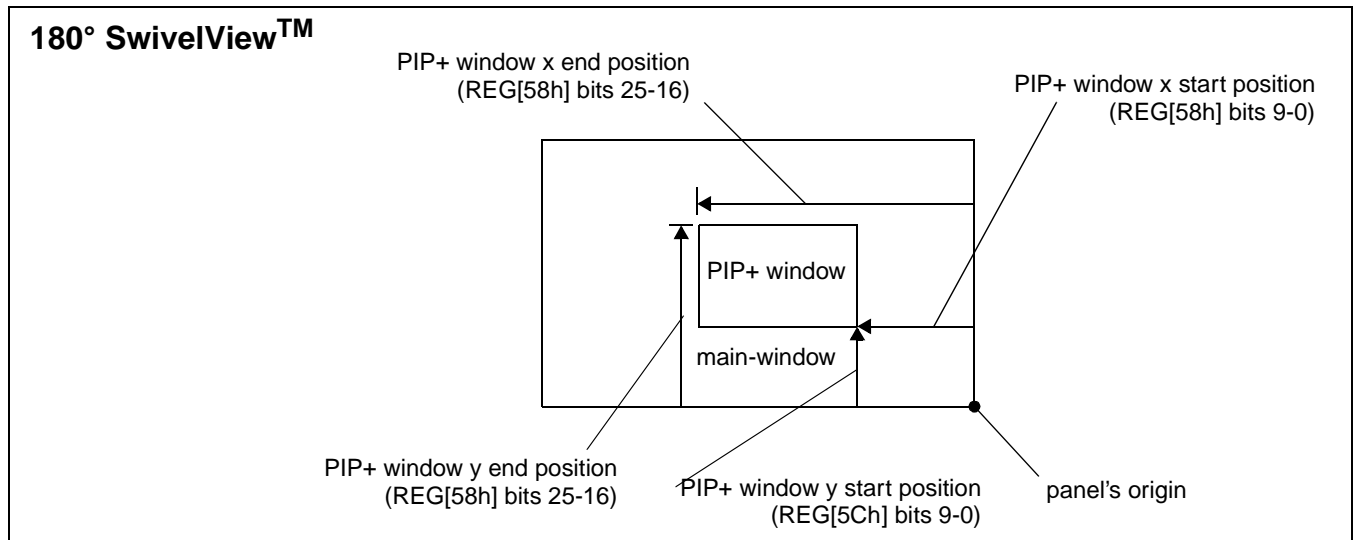 180° SwivelViewTM
PIP+ window x end position
(REG[58h] bits 25-16)
PIP+ window x start position
(REG[58h] bits 9-0)
PIP+ window
main-window
PIP+ window y end position
(REG[58h] bits 25-16)
PIP+ window y start position
(REG[5Ch] bits 9-0)
panel's origin